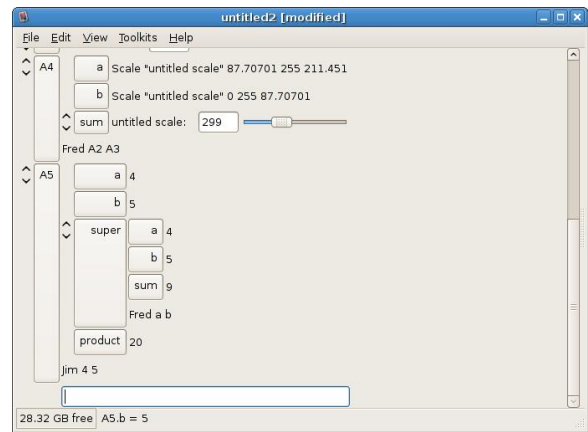 untitled2 [modified]
File Edit View Toolkits Help
A4
a Scale "untitled scale" 87.70701 255 211.451
b Scale "untitled scale" 0 255 87.70701
sum untitled scale: 299
Fred A2 A3
A5
a 4
b 5
super a 4
b 5
sum 9
Fred a b
product 20
Jim 4 5
28.32 GB free A5.b = 5